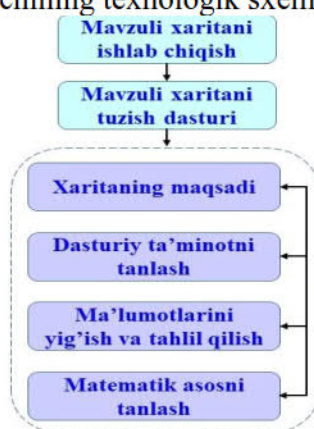 texnologik
Mavzuli xaritani
ishlab chiqish
Mavzuli xaritani
tuzish dasturi
Xaritaning maqsadi
Dasturiy ta’minotni
tanlash
Ma’lumotlarini
yig’ish va tahlil qilish
Matematik asosni
tanlash